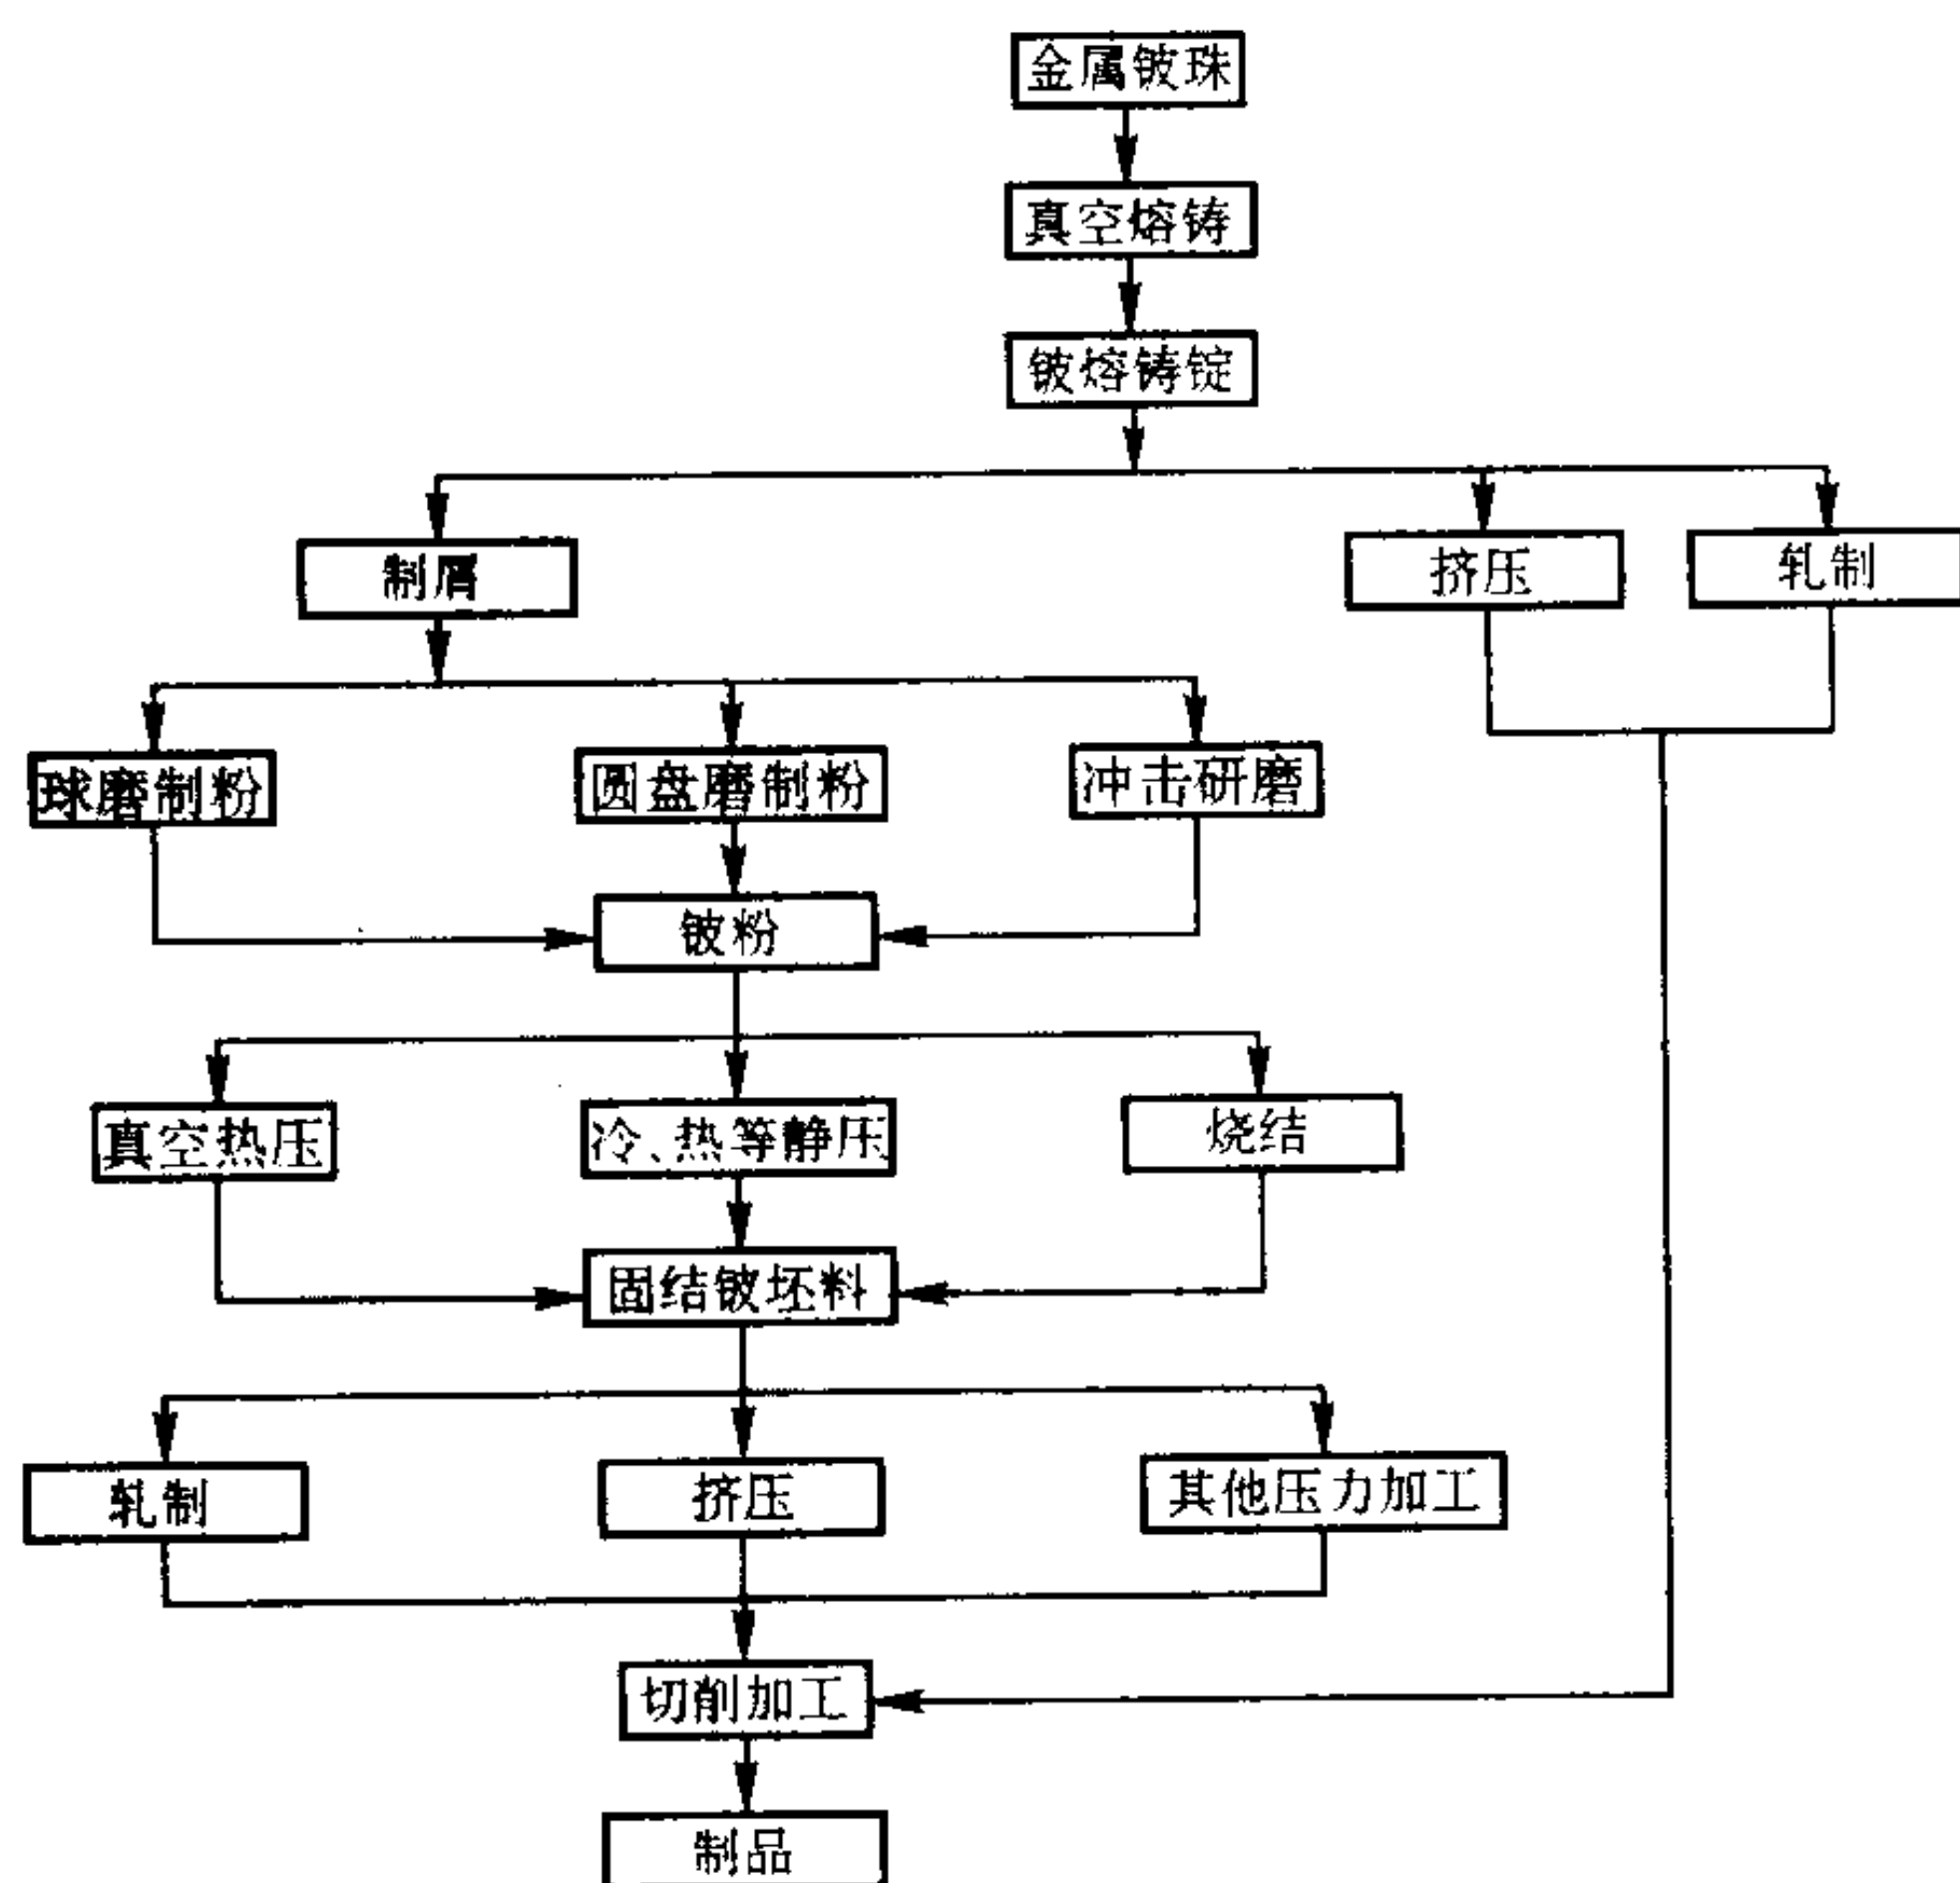 金属铍珠
真空熔铸
铍熔铸锭
制屑
挤压
轧制
球磨制粉
圆盘磨制粉
冲击研磨
铍粉
真空热压
冷、热等静压
烧结
固结铍坯料
轧制
挤压
其他压力加工
切削加工
制品